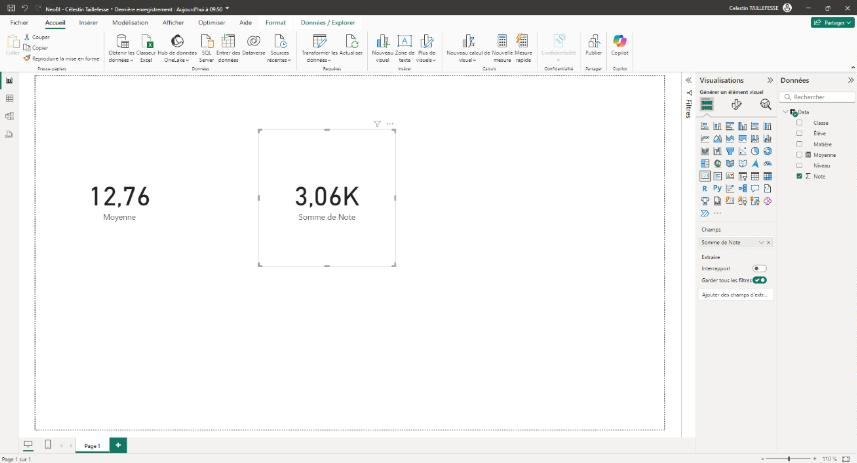 NeoBI - Célestin Taillefesse • Dernière enregistrement : Aujourd'hui à 09:50
Célestin TAILLEFESSE
Fichier Accueil Insérer Modélisation Afficher Optimiser Aide Format Données / Explorer
Partager
Coller
Couper
Copier
Reproduire la mise en forme
Presse-papiers
Obtenir les données
Classeur Excel
Hub de données OneLake
SQL Server
Entrer des données
Dataverse
Sources récentes
Données
Transformer les données
Actualiser
Requêtes
Nouveau visuel
Zone de texte
Plus de visuels
Insérer
Nouveau calcul de visuel
Nouvelle mesure
Mesure rapide
Calculs
Confidentialité
Confidentialité
Publier
Partager
Copilot
Copilot
12,76
Moyenne
3,06K
Somme de Note
Filtres
Visualisations
Générer un élément visuel
R Py
Champs
Somme de Note
Extraire
Interrapport
Garder tous les filtres
Ajouter des champs d'extr...
Données
Rechercher
Data
Classe
Élève
Matière
Moyenne
Niveau
Note
Page 1
Page 1 sur 1
110 %